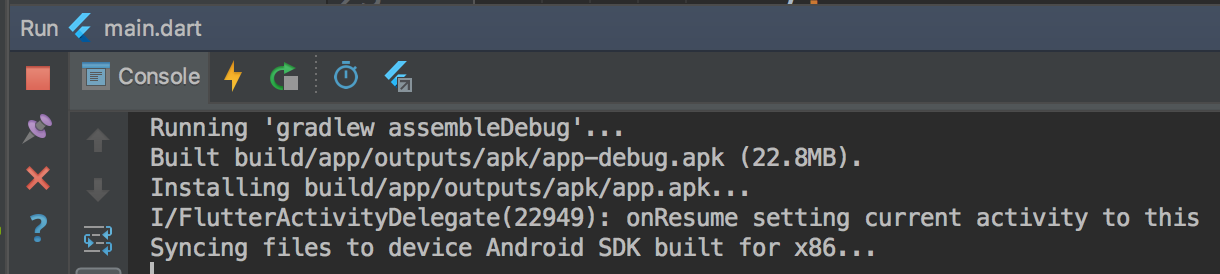 Run main.dart
Console
Running 'gradlew assembleDebug'...
Built build/app/outputs/apk/app-debug.apk (22.8MB).
Installing build/app/outputs/apk/app.apk...
I/FlutterActivityDelegate(22949): onResume setting current activity to this
Syncing files to device Android SDK built for x86...